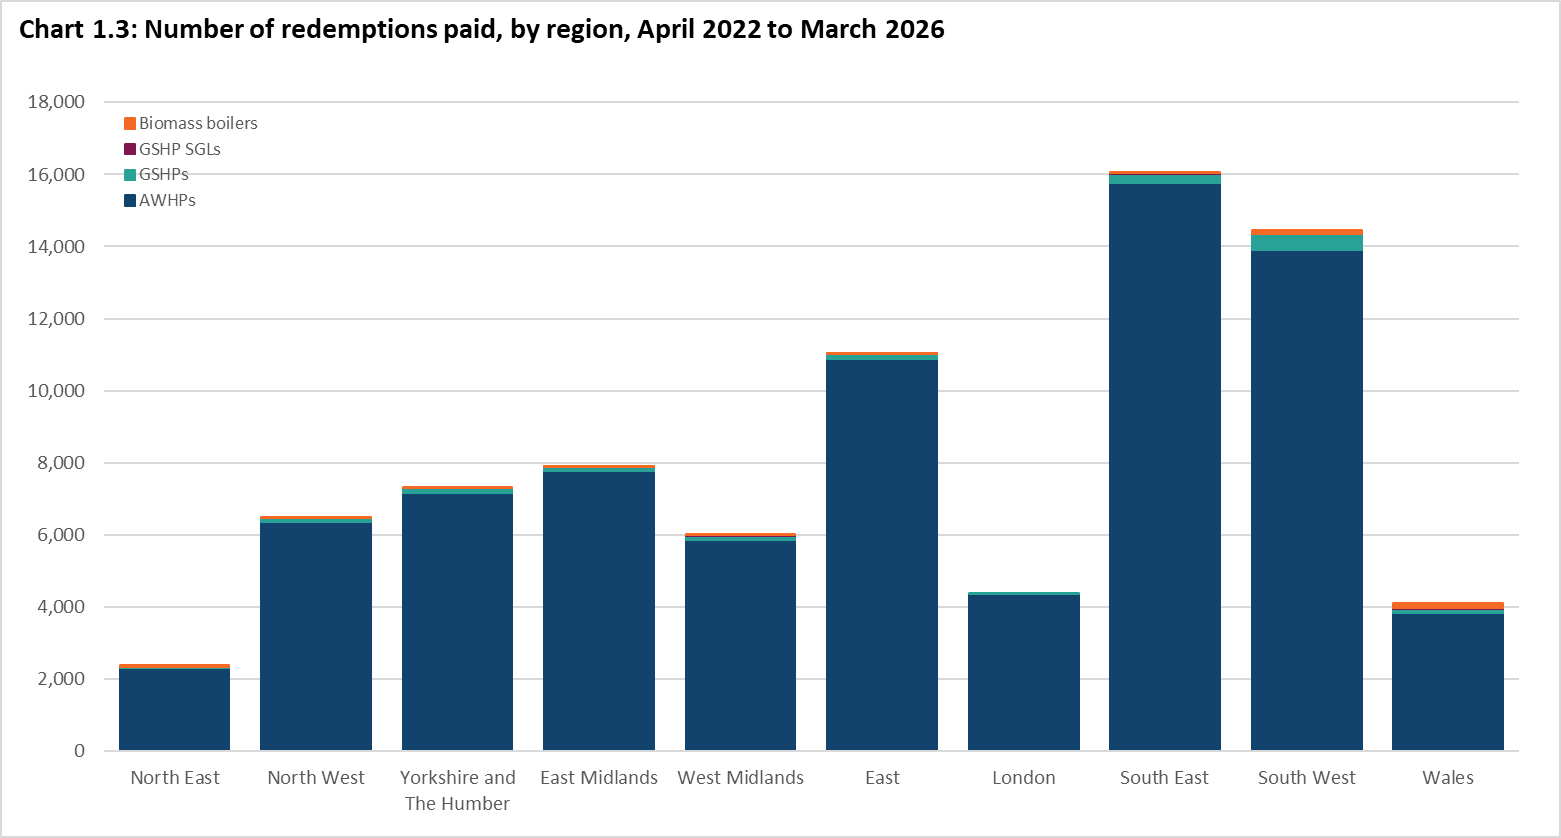 Chart 1.3: Number of redemptions paid, by region, April 2022 to March 2026
18,000
Biomass boilers
GSHP SGLs
16,000
GSHPs
AWHPs
14,000
12,000
10,000
8,000
6,000
4,000
2,000
0
North East
North West
Yorkshire and
The Humber
East Midlands
West Midlands
East
London
South East
South West
Wales